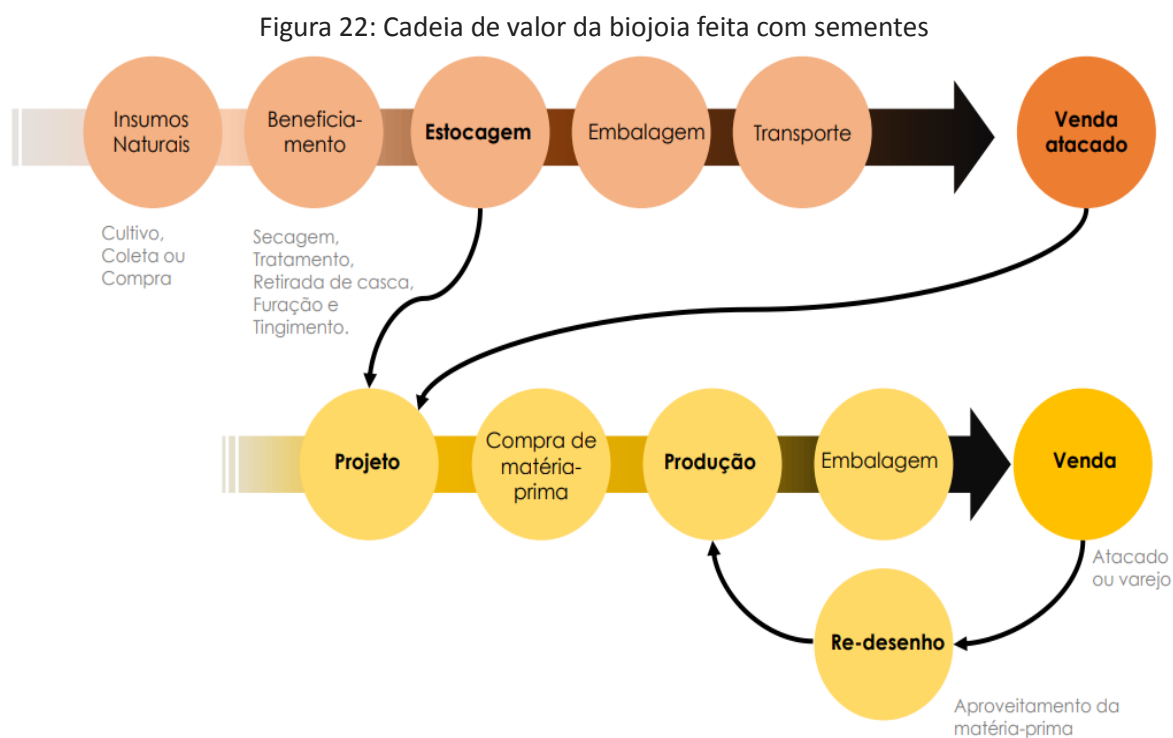 Figura 22: Cadeia de valor da biojoia feita com sementes
Insumos
Naturais
Beneficia-
mento
Estocagem
Embalagem
Transporte
Venda
atacado
Cultivo,
Coleta ou
Compra
Secagem,
Tratamento,
Retirada de casca,
Furação e
Tingimento.
Projeto
Compra de
matéria-
prima
Produção
Embalagem
Venda
Atacado
ou varejo
Re-desenho
Aproveitamento da
matéria-prima